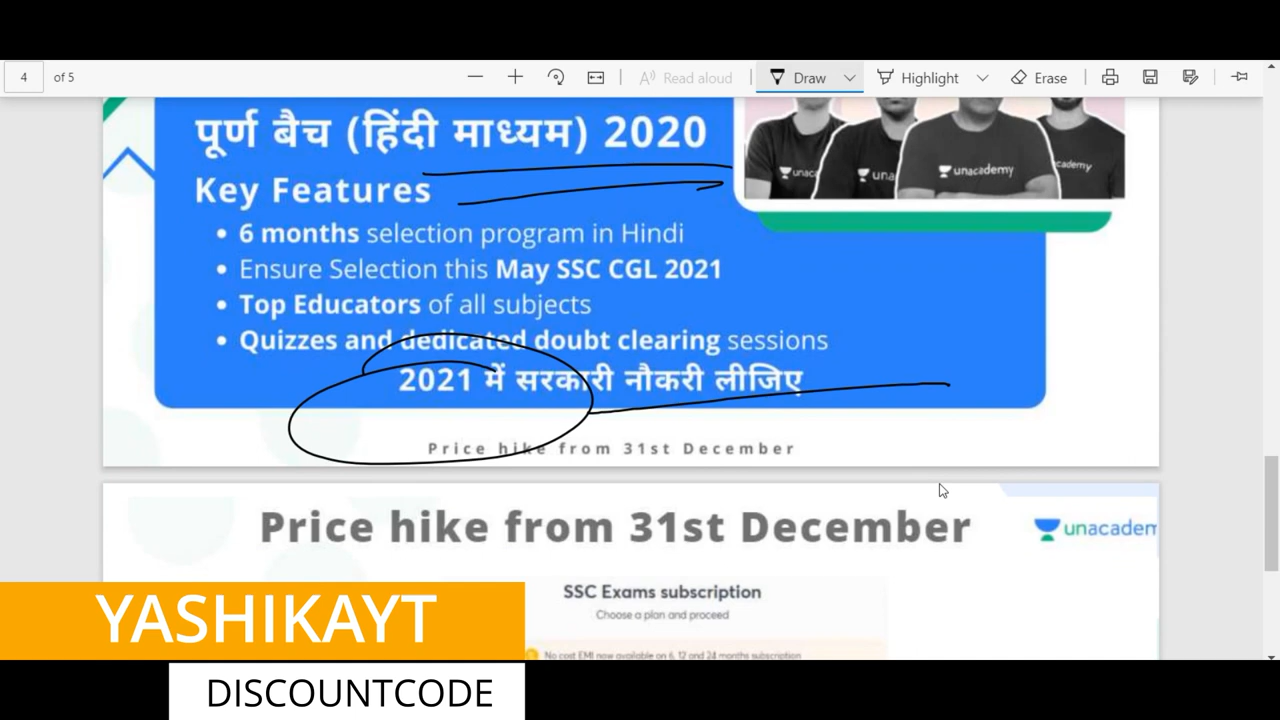 4 of 5 Read aloud Draw Highlight Erase
पूर्ण बैच (हिंदी माध्यम) 2020
unacademy
Key Features
6 months selection program in Hindi
Ensure Selection this May SSC CGL 2021
Top Educators of all subjects
Quizzes and dedicated doubt clearing sessions
2021 में सरकारी नौकरी लीजिए
Price hike from 31st December
Price hike from 31st December
unacadem
SSC Exams subscription
Choose a plan and proceed
No cost EMI now available on 6, 12 and 24 months subscription
YASHIKAYT
DISCOUNTCODE